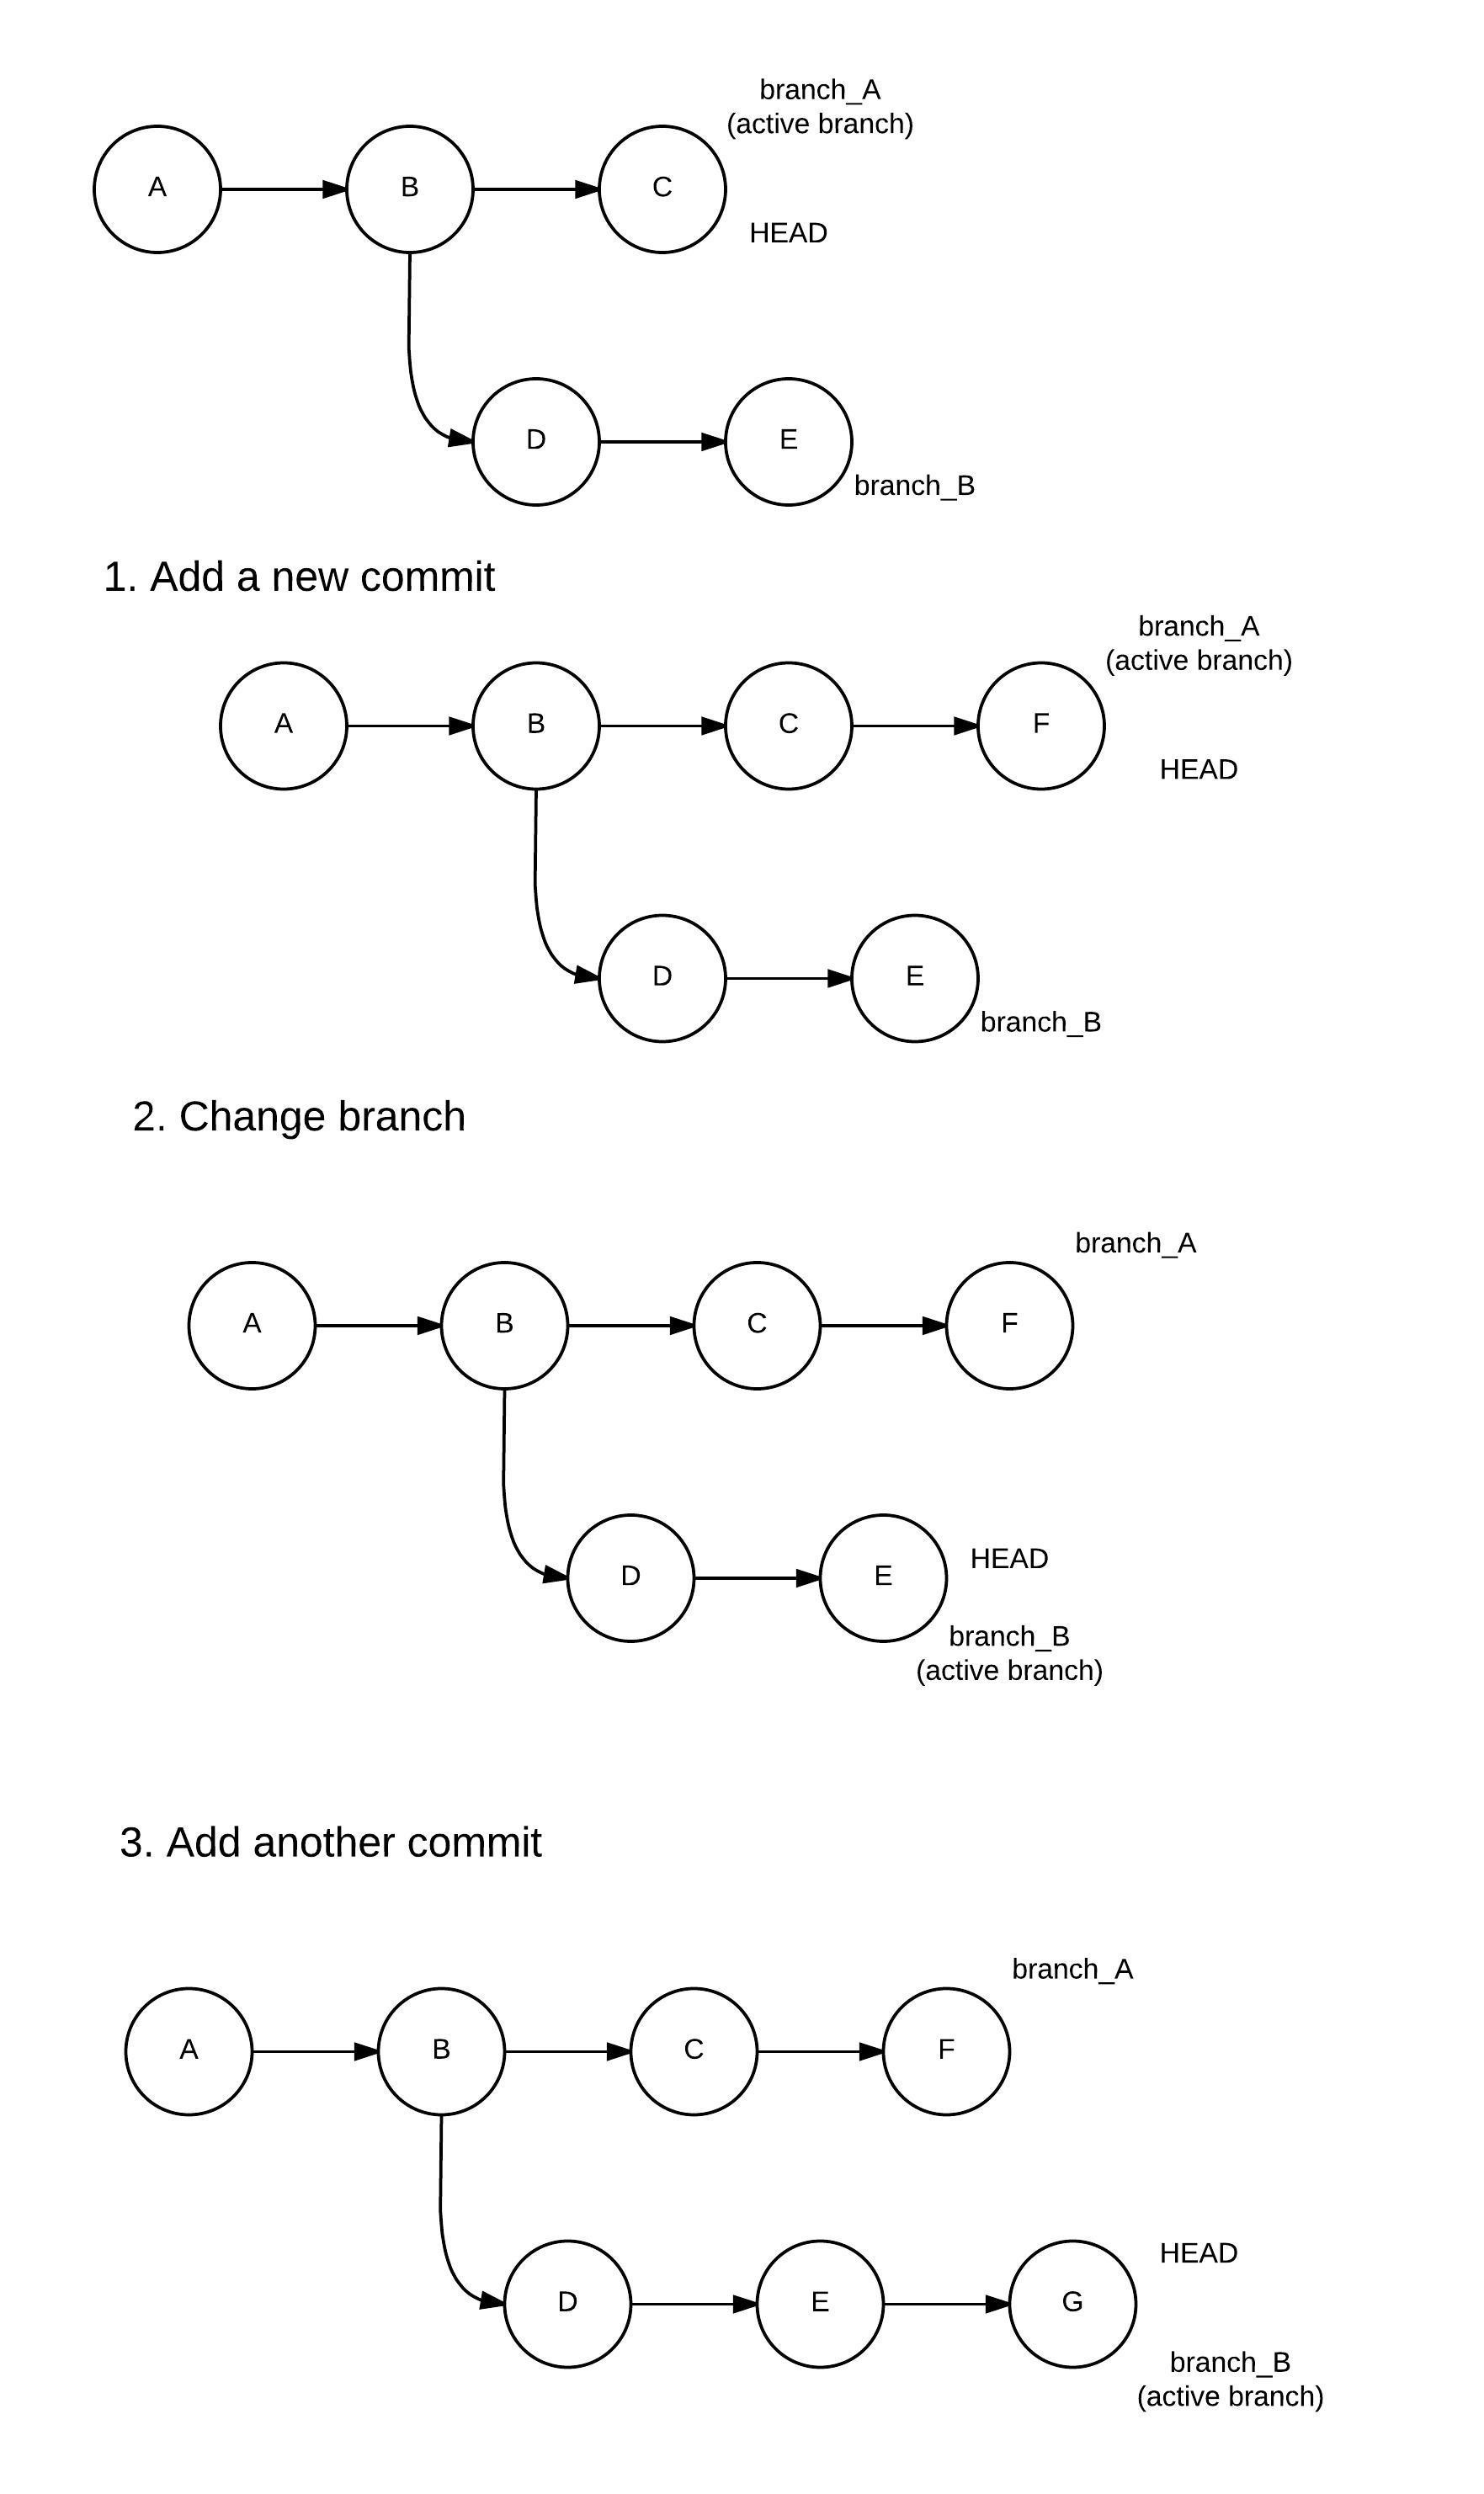 branch_A
(active branch)
A
B
C
HEAD
D
E
branch_B
1. Add a new commit
branch_A
(active branch)
A
B
C
F
HEAD
D
E
branch_B
2. Change branch
branch_A
A
B
C
F
HEAD
D
E
branch_B
(active branch)
3. Add another commit
branch_A
A
B
C
F
HEAD
D
E
G
branch_B
(active branch)